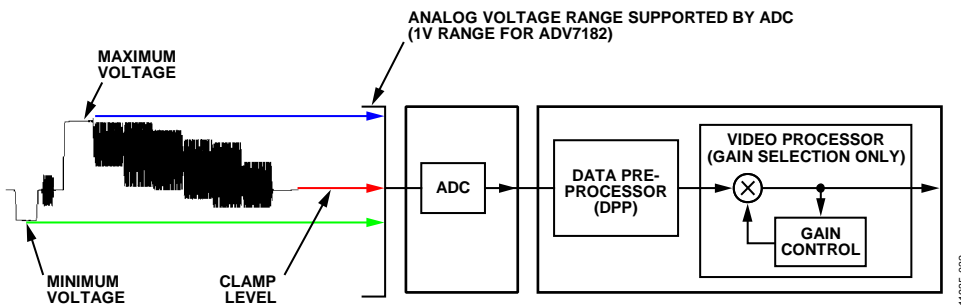 ANALOG VOLTAGE RANGE SUPPORTED BY ADC
(1V RANGE FOR ADV7182)
MAXIMUM
VOLTAGE
VIDEO PROCESSOR
(GAIN SELECTION ONLY)
ADC
DATA PRE-
PROCESSOR
(DPP)
GAIN
CONTROL
MINIMUM
VOLTAGE
CLAMP
LEVEL